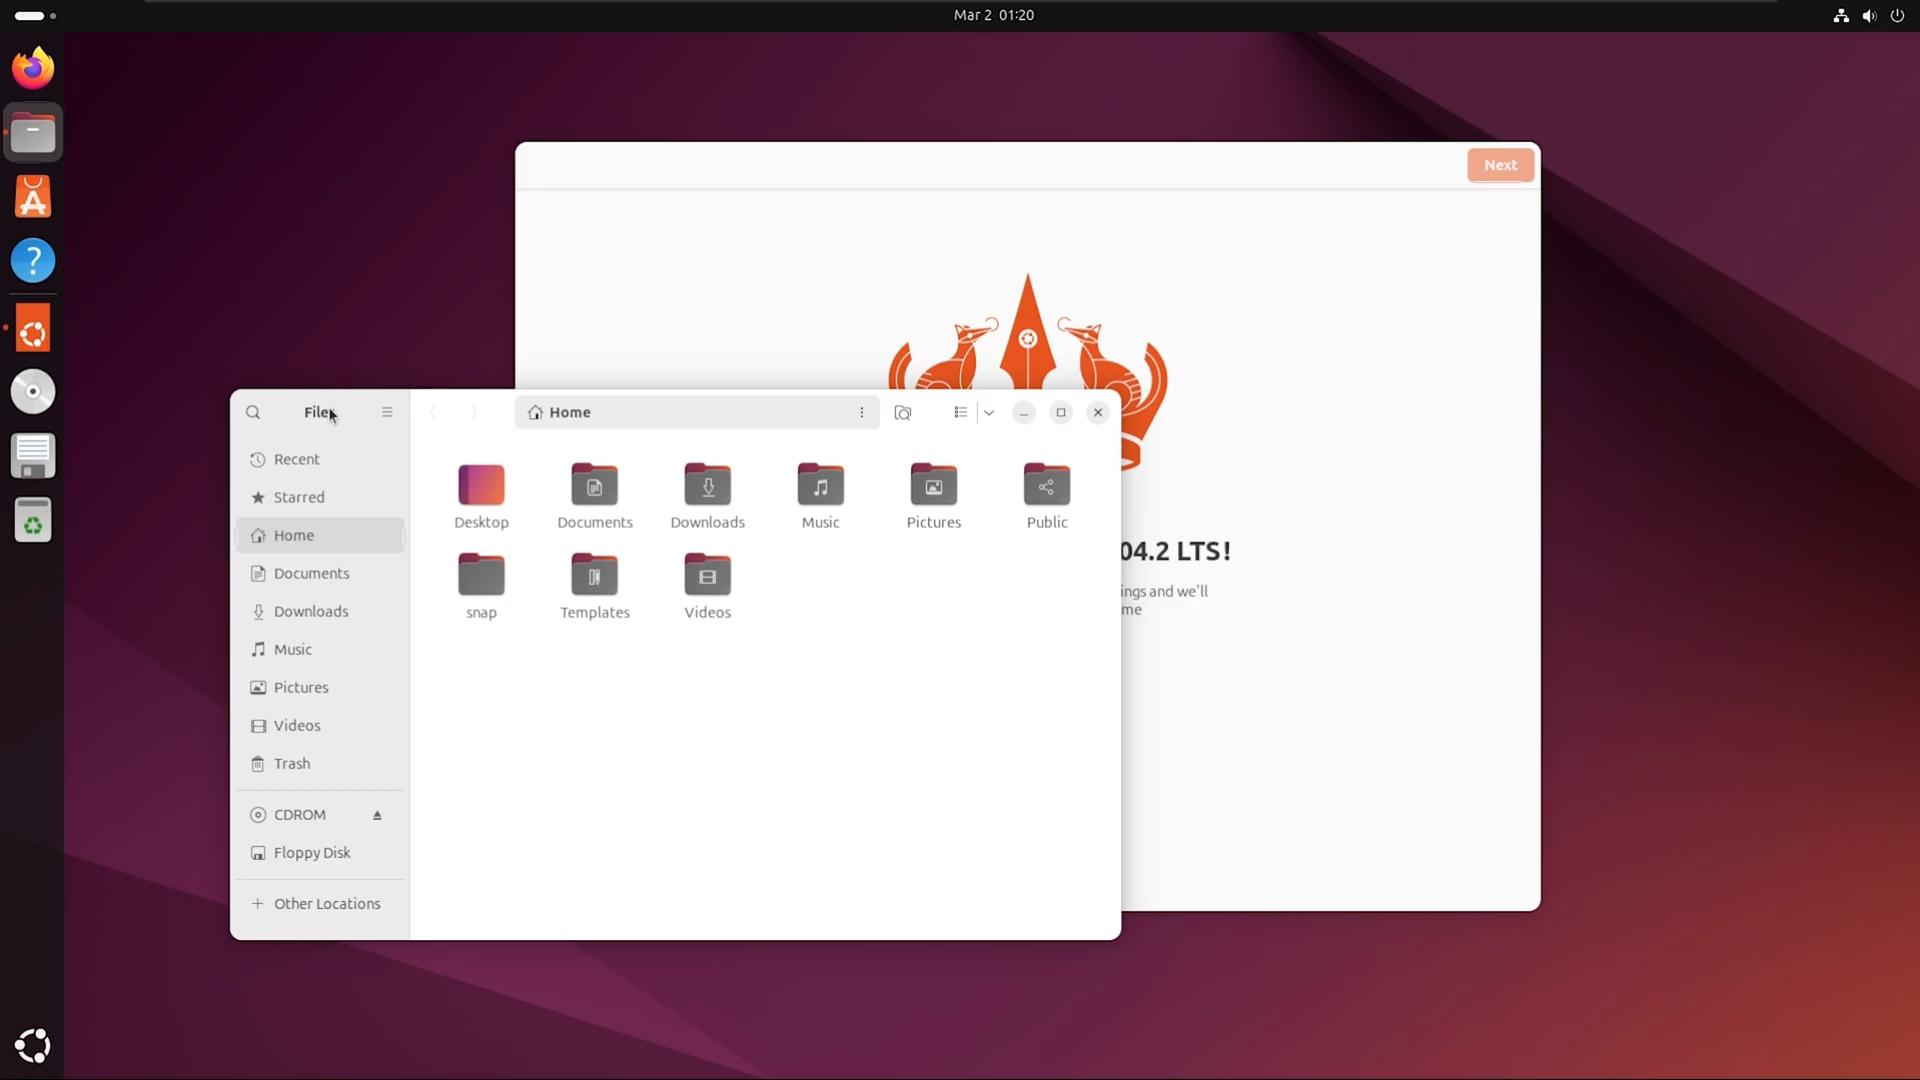 Mar 2 01:20
Next
04.2 LTS!
ings and we'll
me
Files
Home
Recent
Starred
Home
Documents
Downloads
Music
Pictures
Videos
Trash
CDROM
Floppy Disk
Other Locations
Desktop
Documents
Downloads
Music
Pictures
Public
snap
Templates
Videos